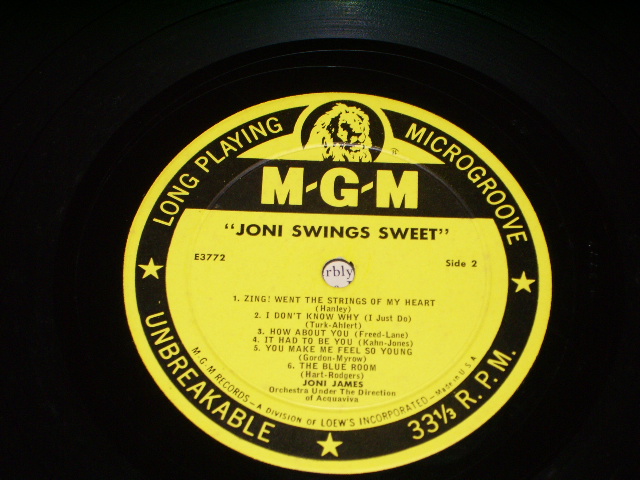 LONG PLAYING MICROGROOVE
R
M-G-M
"JONI SWINGS SWEET"
E3772
Side 2
rbly
1. ZING! WENT THE STRINGS OF MY HEART
(Hanley)
2. I DON'T KNOW WHY (I Just Do)
(Turk-Ahlert)
3. HOW ABOUT YOU (Freed-Lane)
4. IT HAD TO BE YOU (Kahn-Jones)
5. YOU MAKE ME FEEL SO YOUNG
(Gordon-Myrow)
6. THE BLUE ROOM
(Hart-Rodgers)
JONI JAMES
Orchestra Under The Direction
of Acquaviva
M-G-M RECORDS—A DIVISION OF LOEW'S INCORPORATED—Made in U.S.A.
UNBREAKABLE
33⅓ R.P.M.